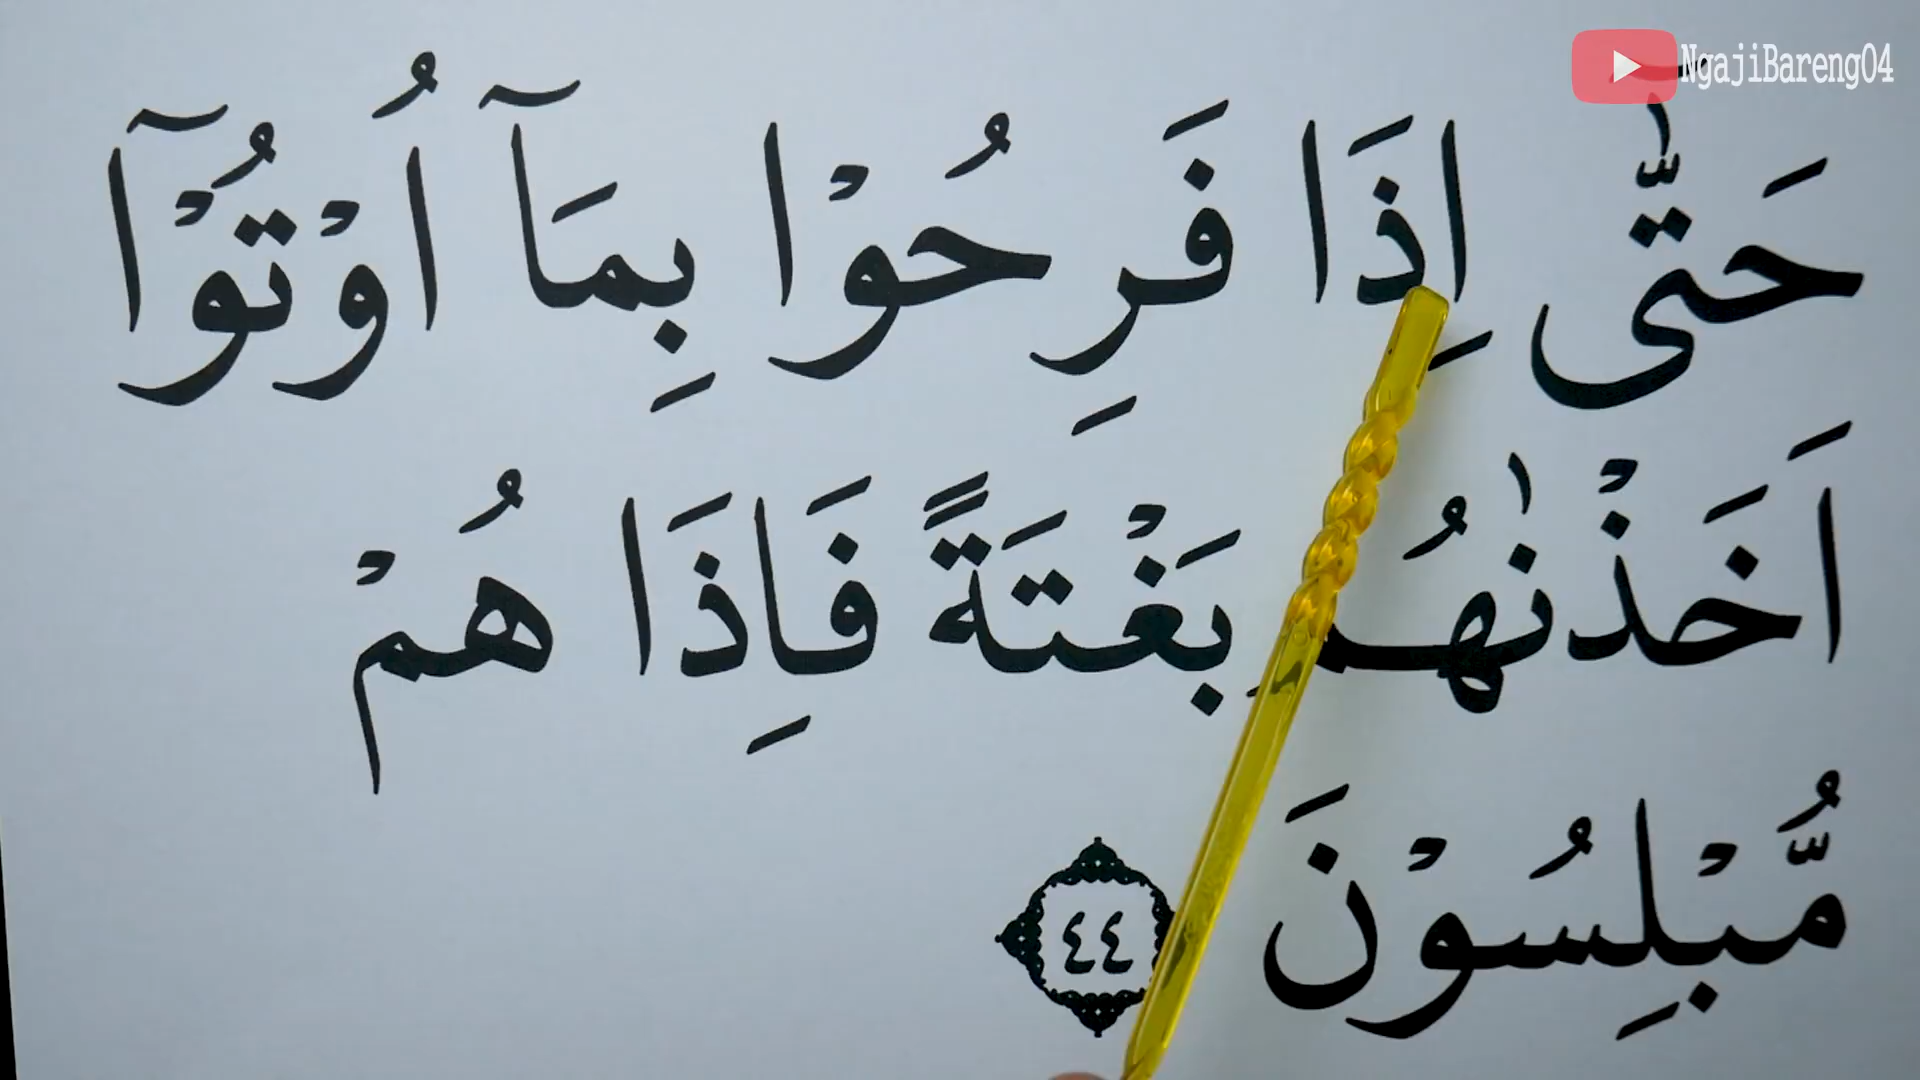 NgajiBareng04
حَتّٰىٓ اِذَا فَرِحُوْا بِمَآ اُوْتُوْٓا
اَخَذْنٰهُمْ بَغْتَةً فَاِذَا هُمْ
مُّبْلِسُوْنَ ٤٤